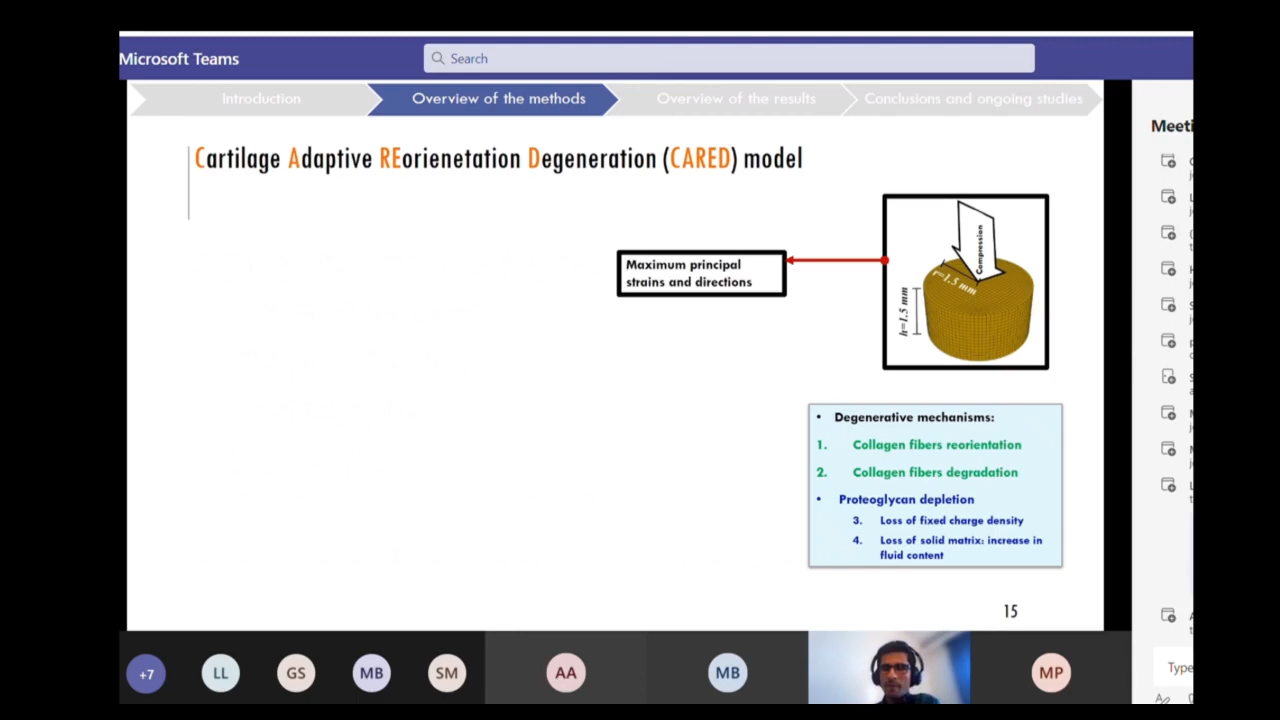 Microsoft Teams
Search
Introduction
Overview of the methods
Overview of the results
Conclusions and ongoing studies
Meeti
Cartilage Adaptive REorienetation Degeneration (CARED) model
Compression
r=1.5 mm
h=1.5 mm
Maximum principal
strains and directions
• Degenerative mechanisms:
1. Collagen fibers reorientation
2. Collagen fibers degradation
• Proteoglycan depletion
3. Loss of fixed charge density
4. Loss of solid matrix: increase in
fluid content
15
+7
LL
GS
MB
SM
AA
MB
MP
Type